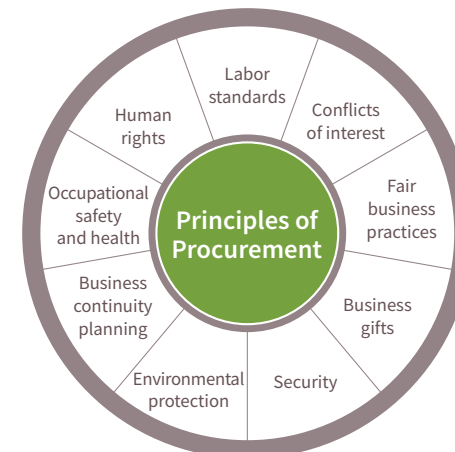 Labor
standards
Conflicts
of interest
Fair
business
practices
Business
gifts
Security
Environmental
protection
Business
continuity
planning
Occupational
safety
and health
Human
rights
Principles of
Procurement